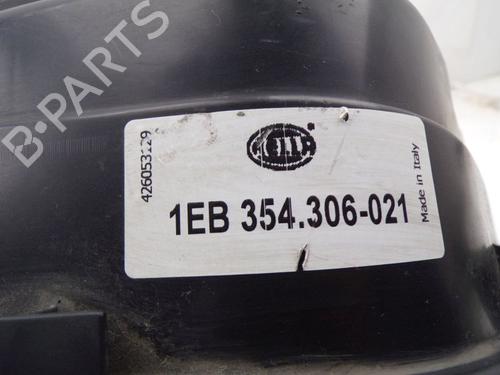 B-PARTS
HELLA
426053129
1EB 354.306-021
Made in Italy